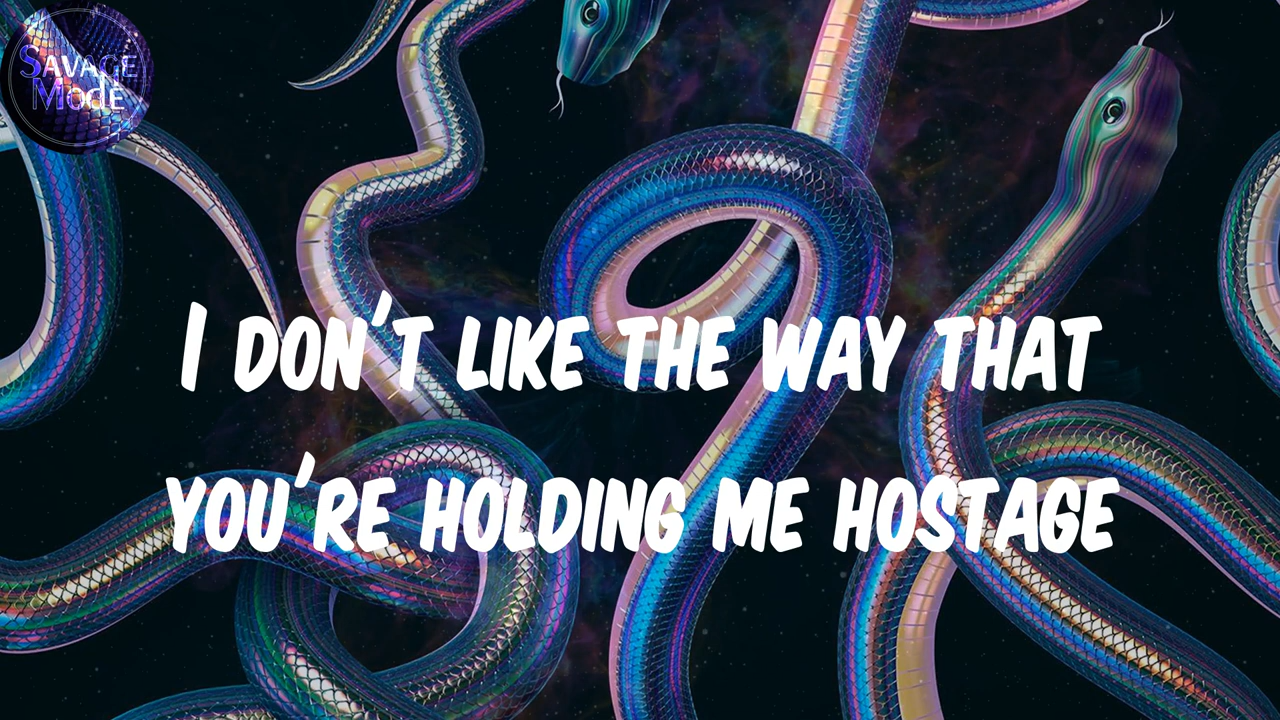 SAVAGE
MODE
I DON'T LIKE THE WAY THAT
YOU'RE HOLDING ME HOSTAGE